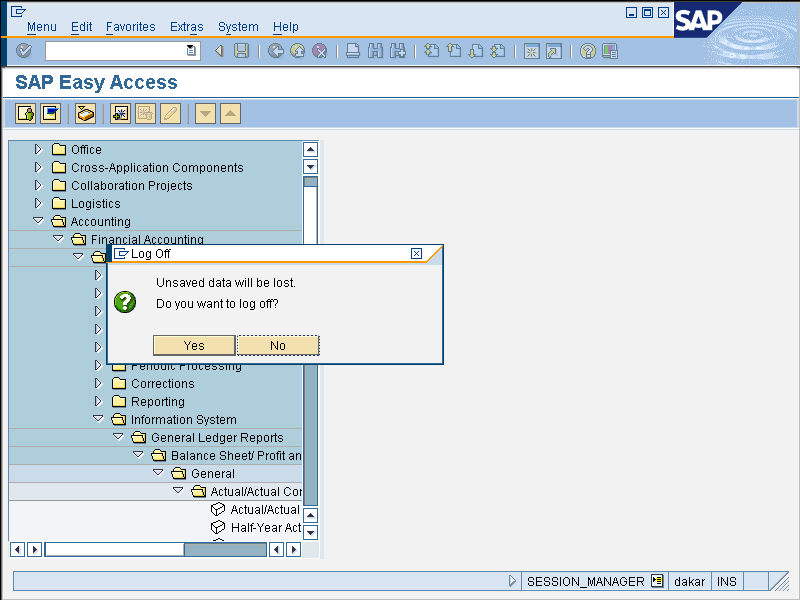 Menu Edit Favorites Extras System Help
SAP
SAP Easy Access
Office
Cross-Application Components
Collaboration Projects
Logistics
Accounting
Financial Accounting
Log Off
Unsaved data will be lost.
Do you want to log off?
Yes No
Periodic Processing
Corrections
Reporting
Information System
General Ledger Reports
Balance Sheet/ Profit an
General
Actual/Actual Cor
Actual/Actual
Half-Year Act
SESSION_MANAGER dakar INS